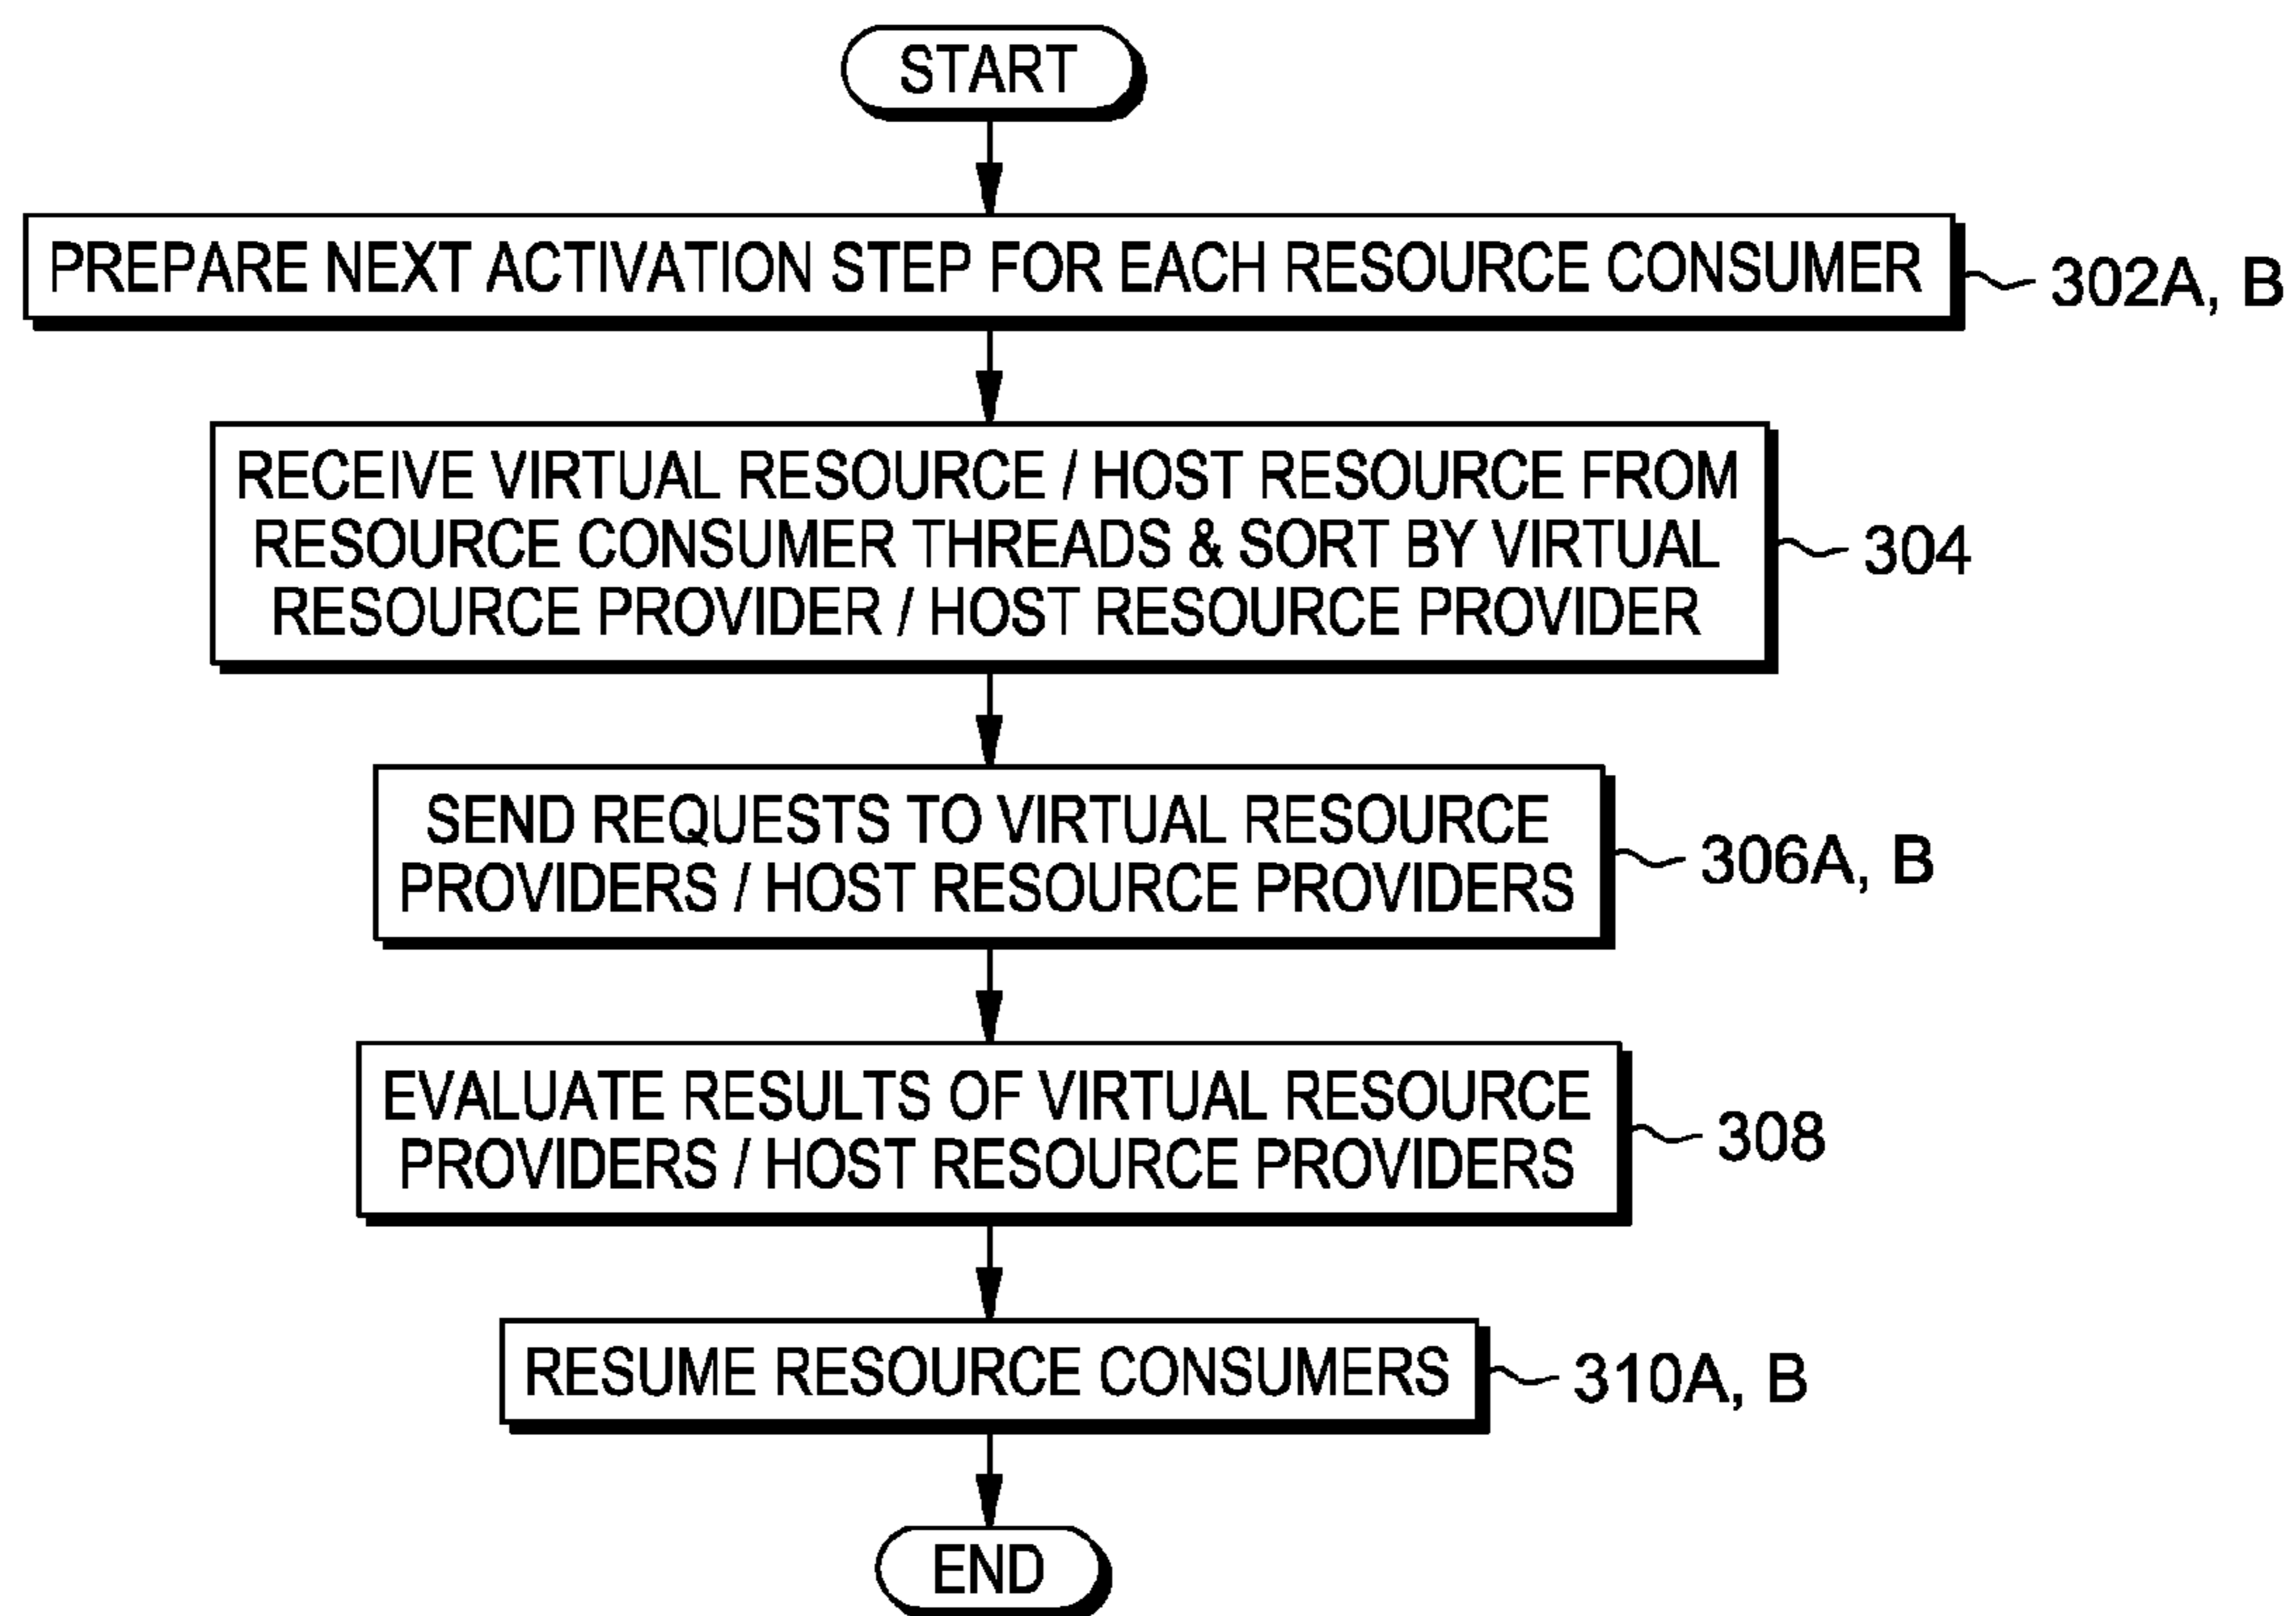 START
PREPARE NEXT ACTIVATION STEP FOR EACH RESOURCE CONSUMER
302A, B
RECEIVE VIRTUAL RESOURCE / HOST RESOURCE FROM
RESOURCE CONSUMER THREADS & SORT BY VIRTUAL
RESOURCE PROVIDER / HOST RESOURCE PROVIDER
304
SEND REQUESTS TO VIRTUAL RESOURCE
PROVIDERS / HOST RESOURCE PROVIDERS
306A, B
EVALUATE RESULTS OF VIRTUAL RESOURCE
PROVIDERS / HOST RESOURCE PROVIDERS
308
RESUME RESOURCE CONSUMERS
310A, B
END